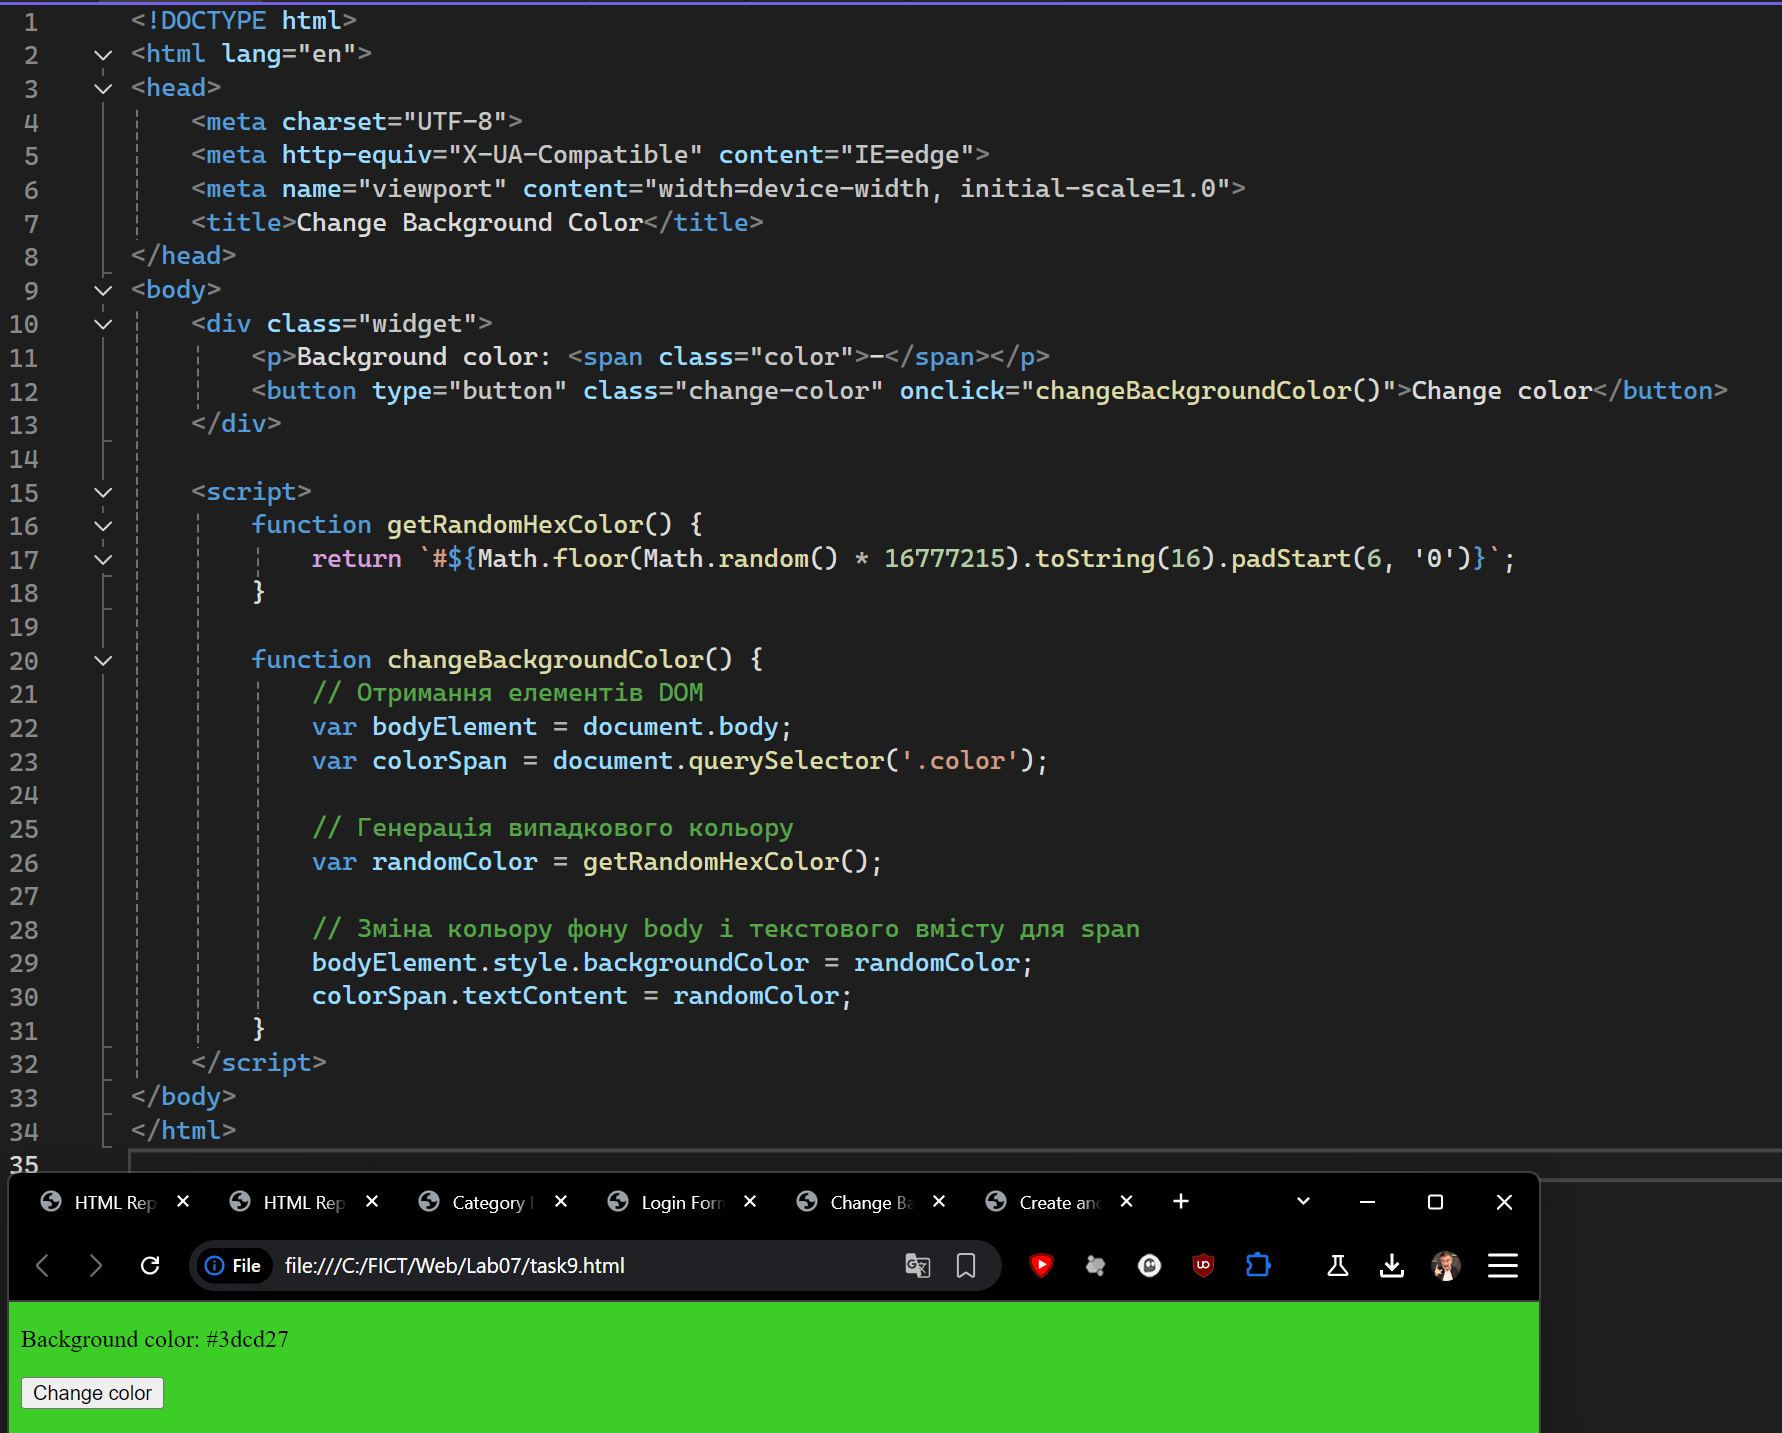 1 <!DOCTYPE html>
2 <html lang="en">
3 <head>
4 <meta charset="UTF-8">
5 <meta http-equiv="X-UA-Compatible" content="IE=edge">
6 <meta name="viewport" content="width=device-width, initial-scale=1.0">
7 <title>Change Background Color</title>
8 </head>
9 <body>
10 <div class="widget">
11 <p>Background color: <span class="color">-</span></p>
12 <button type="button" class="change-color" onclick="changeBackgroundColor()">Change color</button>
13 </div>
14
15 <script>
16 function getRandomHexColor() {
17 return `#${Math.floor(Math.random() * 16777215).toString(16).padStart(6, '0')}`;
18 }
19
20 function changeBackgroundColor() {
21 // Отримання елементів DOM
22 var bodyElement = document.body;
23 var colorSpan = document.querySelector('.color');
24
25 // Генерація випадкового кольору
26 var randomColor = getRandomHexColor();
27
28 // Зміна кольору фону body і текстового вмісту для span
29 bodyElement.style.backgroundColor = randomColor;
30 colorSpan.textContent = randomColor;
31 }
32 </script>
33 </body>
34 </html>
35
HTML Rep HTML Rep Category Login Form Change Ba Create and
File file:///C:/FICT/Web/Lab07/task9.html
Background color: #3dcd27
Change color